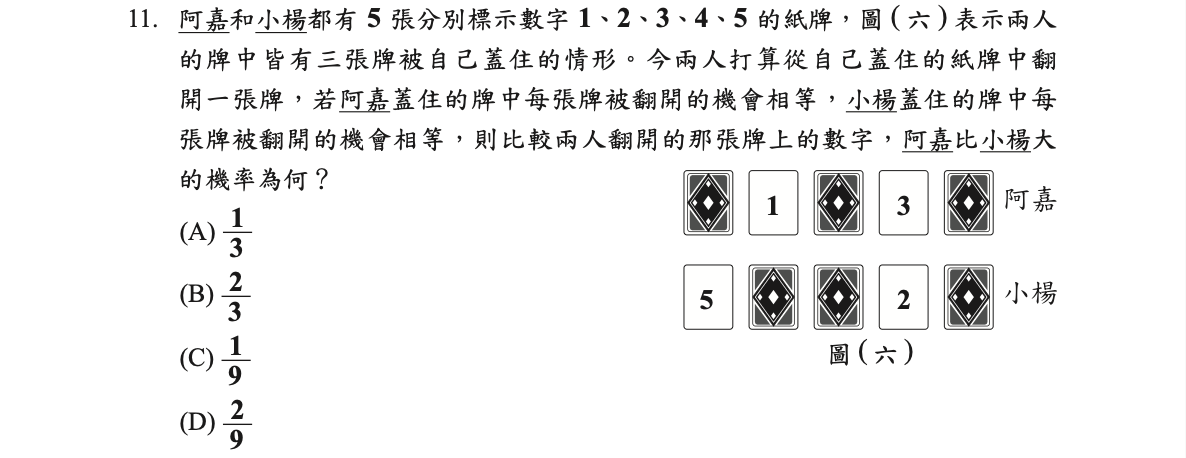 11. 阿嘉和小楊都有 5 張分別標示數字 1、2、3、4、5 的紙牌，圖(六)表示兩人
的牌中皆有三張牌被自己蓋住的情形。今兩人打算從自己蓋住的紙牌中翻
開一張牌，若阿嘉蓋住的牌中每張牌被翻開的機會相等，小楊蓋住的牌中每
張牌被翻開的機會相等，則比較兩人翻開的那張牌上的數字，阿嘉比小楊大
的機率為何？
(A) 1/3
(B) 2/3
(C) 1/9
(D) 2/9
1 3 阿嘉
5 2 小楊
圖(六)